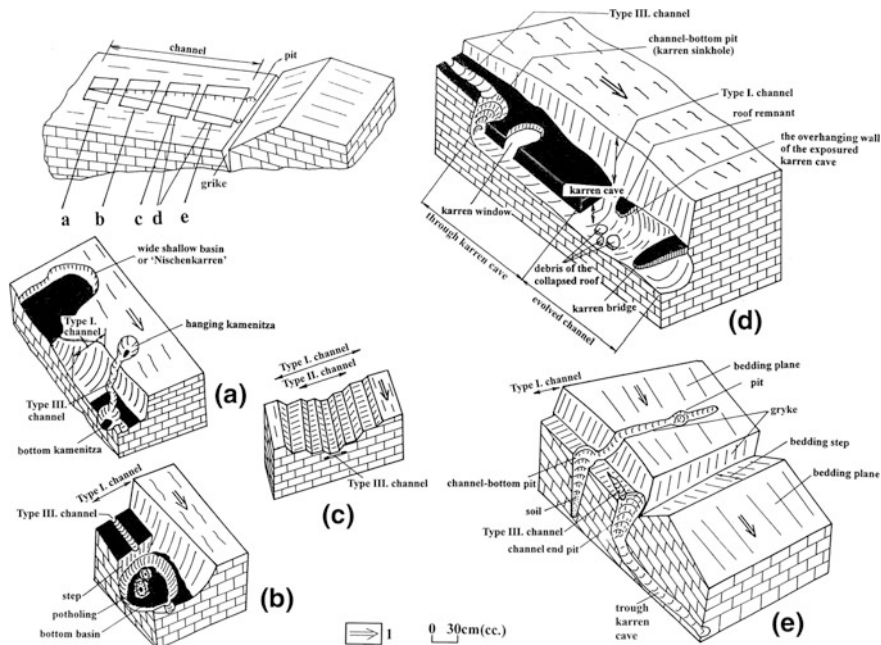 channel
pit
grike
a
b
c
d
e
wide shallow basin
or 'Nischenkarren'
Type I.
channel
hanging kamenitza
Type III.
channel
bottom kamenitza
(a)
Type I. channel
Type III. channel
step
potholing
bottom basin
(b)
Type I. channel
Type II. channel
Type III. channel
(c)
Type III. channel
channel-bottom pit
(karren sinkhole)
Type I. channel
roof remnant
the overhanging wall
of the exposured
karren cave
karren cave
karren window
through karren cave
debris of the
collapsed roof
karren bridge
evolved channel
(d)
Type I. channel
bedding plane
pit
gryke
bedding step
bedding plane
channel-bottom pit
soil
Type III. channel
channel end pit
trough
karren
cave
(e)
1
0 30cm(cc.)